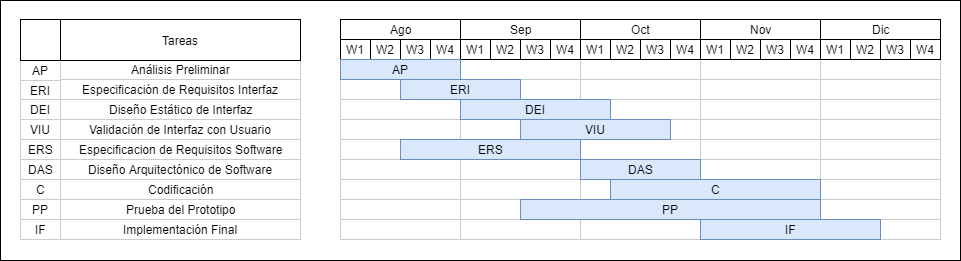 Tareas
Ago Sep Oct Nov Dic
W1 W2 W3 W4 W1 W2 W3 W4 W1 W2 W3 W4 W1 W2 W3 W4 W1 W2 W3 W4
AP Análisis Preliminar AP
ERI Especificación de Requisitos Interfaz ERI
DEI Diseño Estático de Interfaz DEI
VIU Validación de Interfaz con Usuario VIU
ERS Especificacion de Requisitos Software ERS
DAS Diseño Arquitectónico de Software DAS
C Codificación C
PP Prueba del Prototipo PP
IF Implementación Final IF